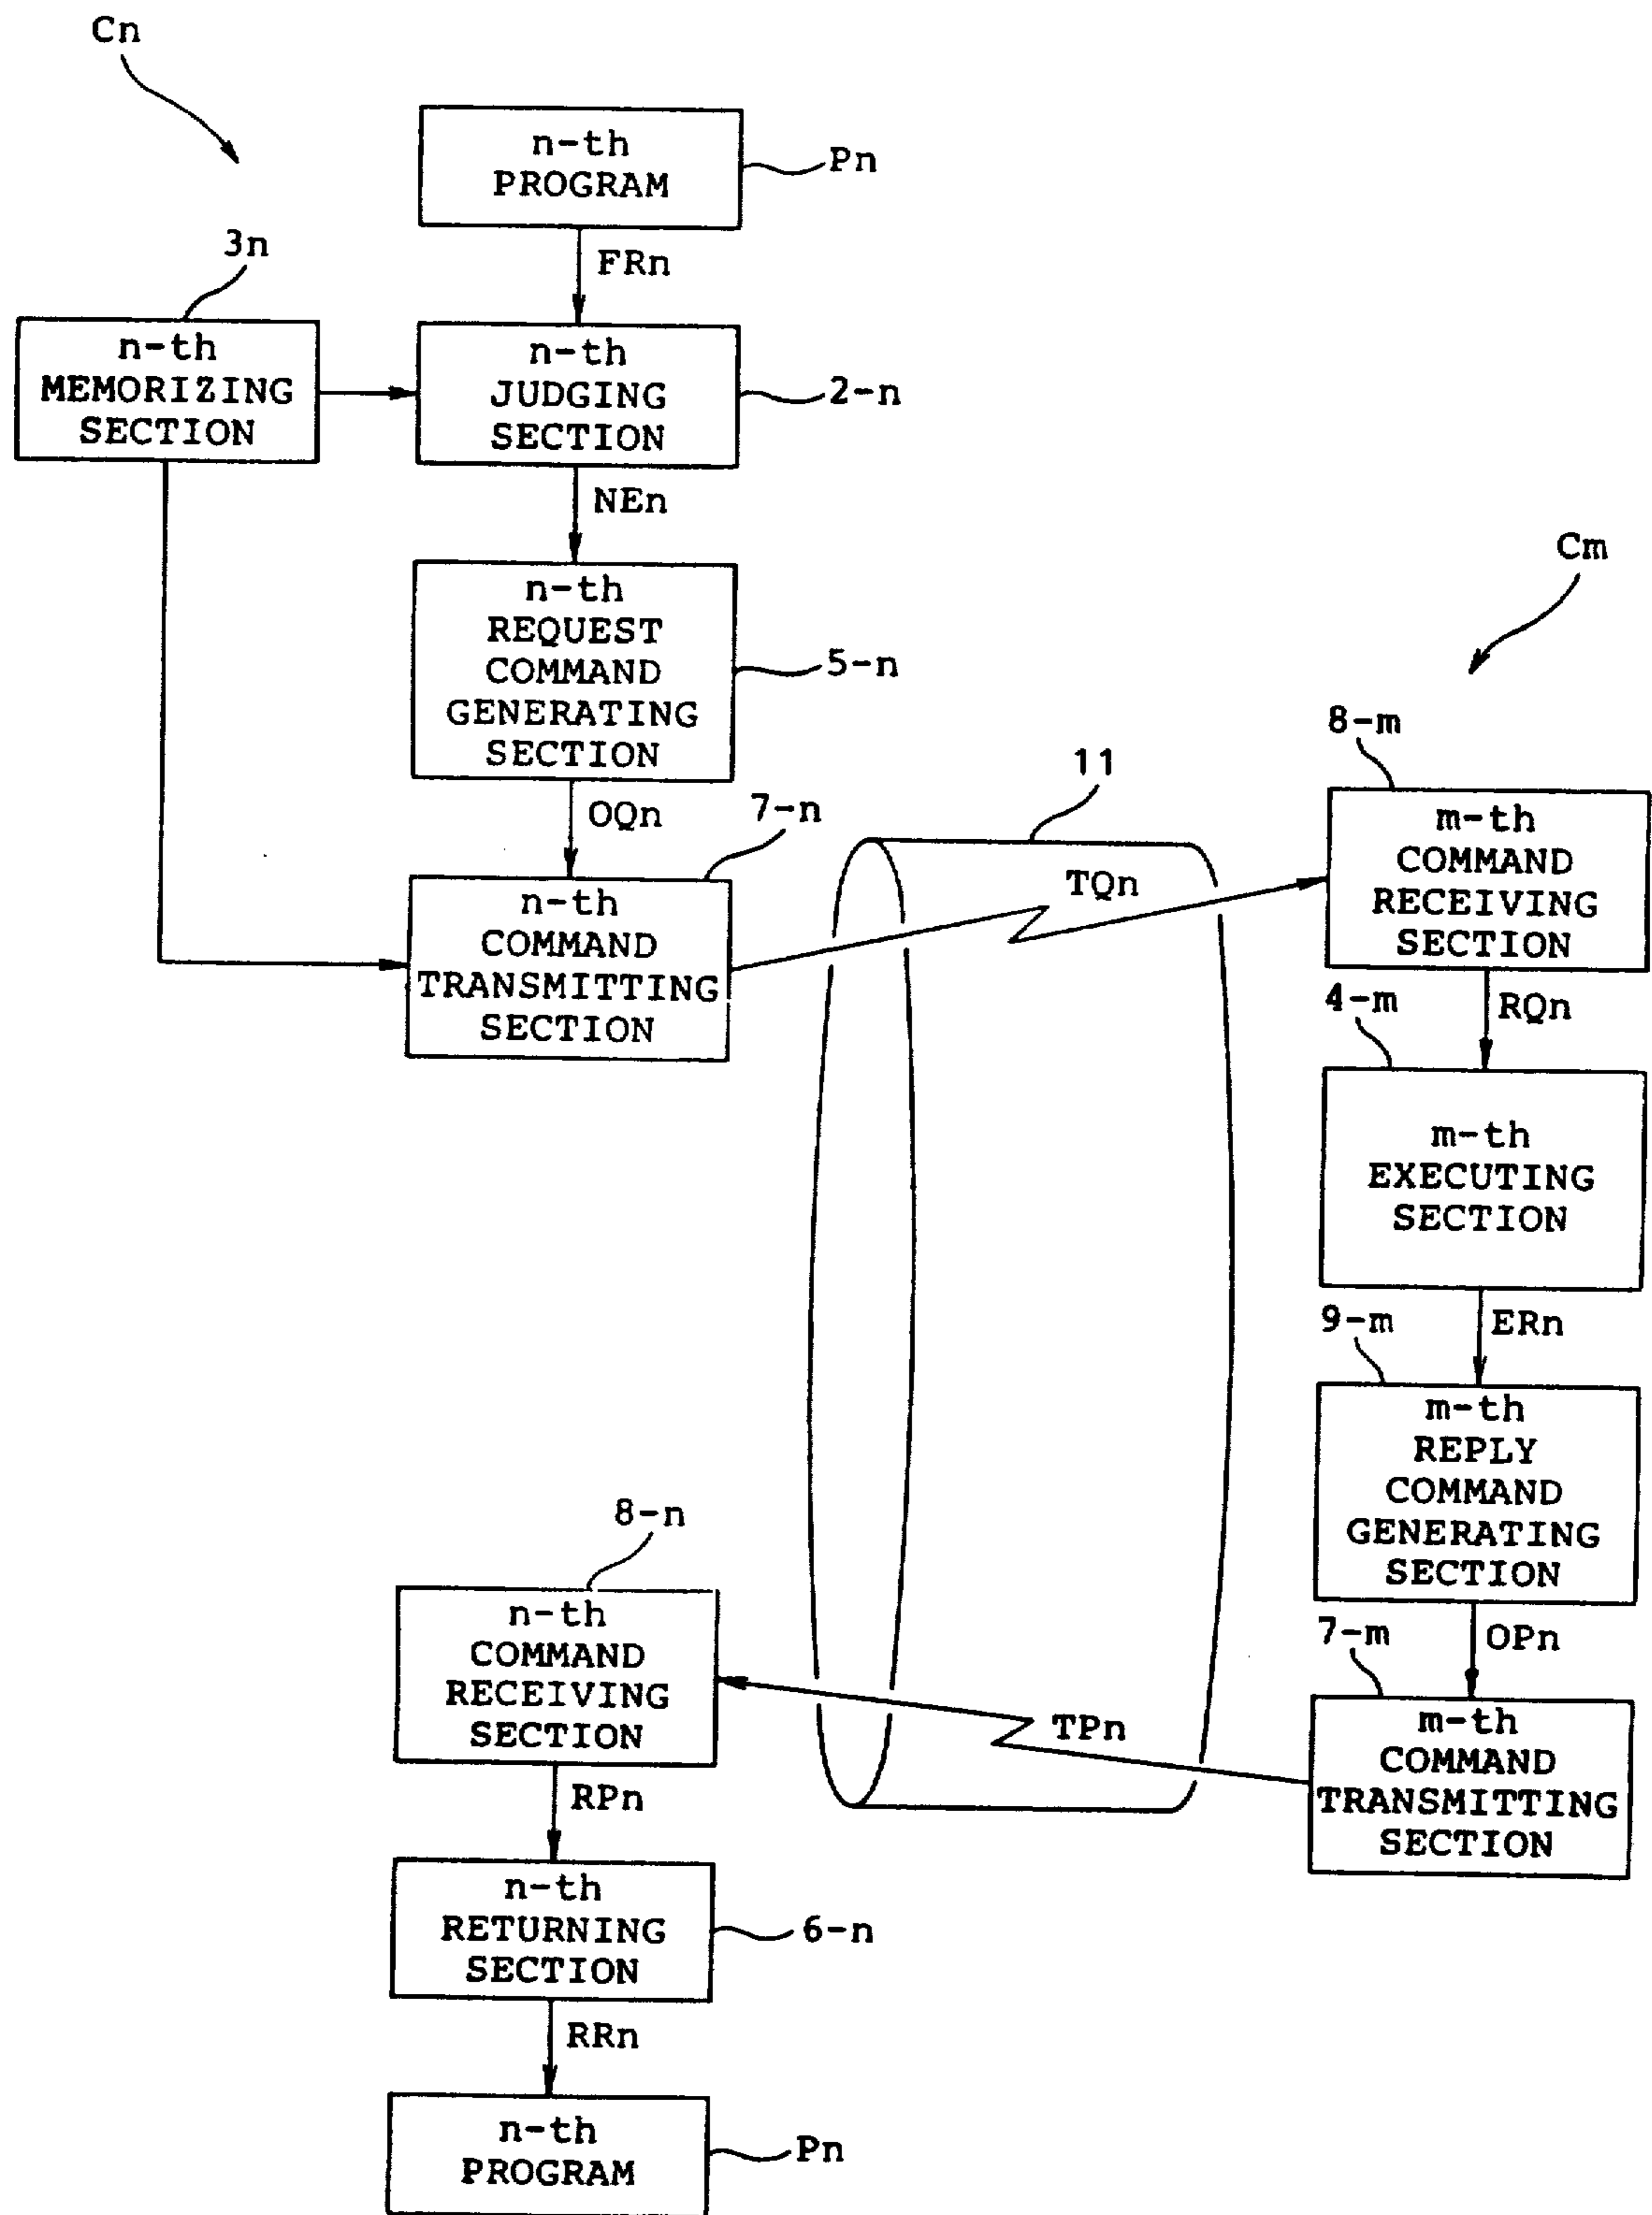 Cn
n-th
PROGRAM
Pn
FRn
3n
n-th
MEMORIZING
SECTION
n-th
JUDGING
SECTION
2-n
NEn
n-th
REQUEST
COMMAND
GENERATING
SECTION
5-n
OQn
7-n
n-th
COMMAND
TRANSMITTING
SECTION
11
TQn
Cm
8-m
m-th
COMMAND
RECEIVING
SECTION
RQn
4-m
m-th
EXECUTING
SECTION
ERn
9-m
m-th
REPLY
COMMAND
GENERATING
SECTION
OPn
7-m
m-th
COMMAND
TRANSMITTING
SECTION
TPn
8-n
n-th
COMMAND
RECEIVING
SECTION
RPn
n-th
RETURNING
SECTION
6-n
RRn
n-th
PROGRAM
Pn